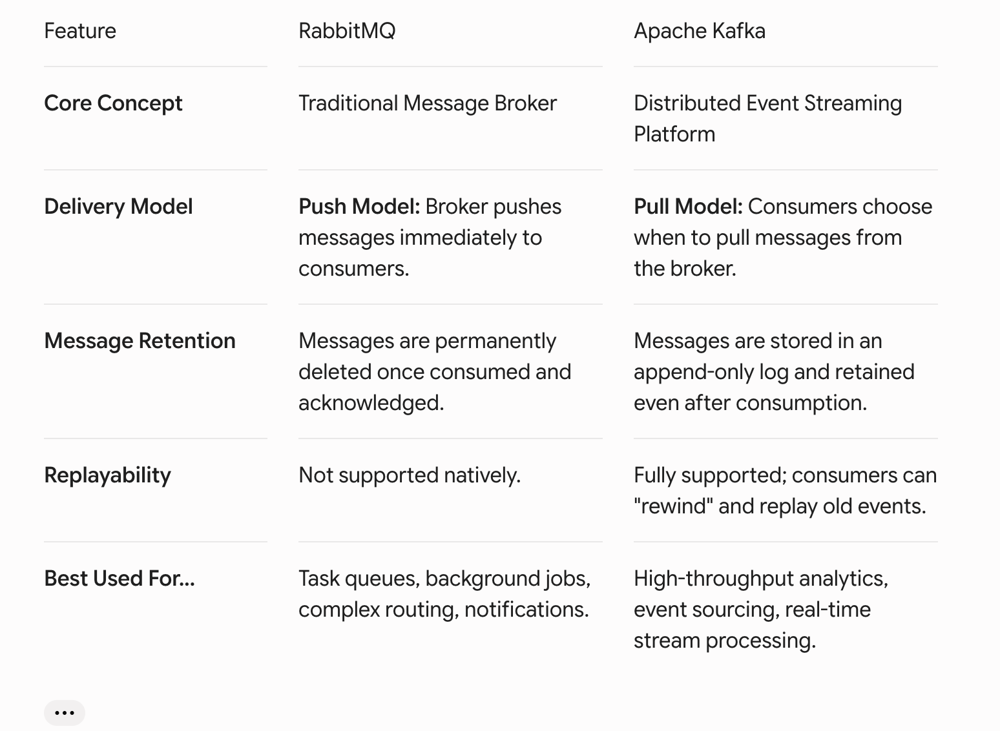 Feature
RabbitMQ
Apache Kafka
Core Concept
Traditional Message Broker
Distributed Event Streaming
Platform
Delivery Model
Push Model: Broker pushes
messages immediately to
consumers.
Pull Model: Consumers choose
when to pull messages from
the broker.
Message Retention
Messages are permanently
deleted once consumed and
acknowledged.
Messages are stored in an
append-only log and retained
even after consumption.
Replayability
Not supported natively.
Fully supported; consumers can
"rewind" and replay old events.
Best Used For...
Task queues, background jobs,
complex routing, notifications.
High-throughput analytics,
event sourcing, real-time
stream processing.